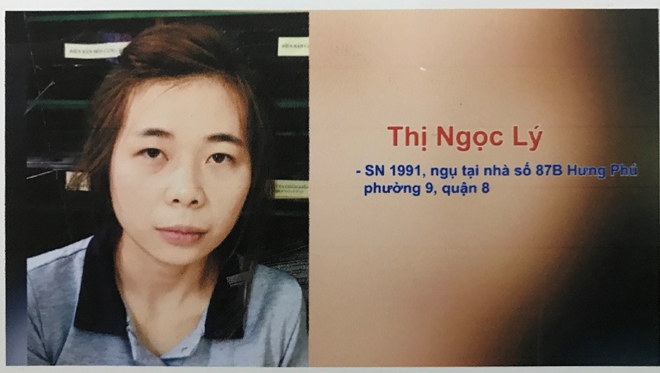 Thị Ngọc Lý
- SN 1991, ngụ tại nhà số 87B Hưng Phú
phường 9, quận 8